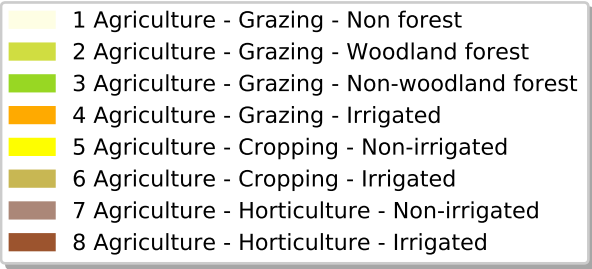 1 Agriculture - Grazing - Non forest
2 Agriculture - Grazing - Woodland forest
3 Agriculture - Grazing - Non-woodland forest
4 Agriculture - Grazing - Irrigated
5 Agriculture - Cropping - Non-irrigated
6 Agriculture - Cropping - Irrigated
7 Agriculture - Horticulture - Non-irrigated
8 Agriculture - Horticulture - Irrigated